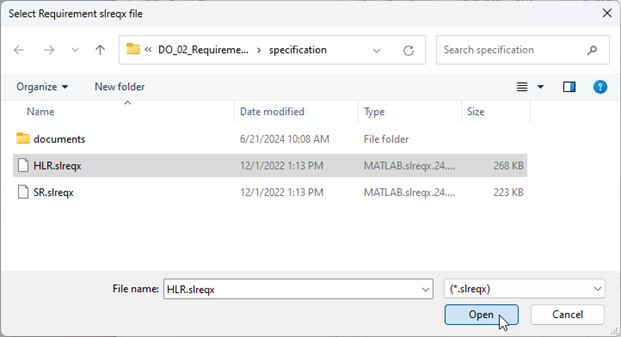 Select Requirement slreqx file
« DO_02_Requireme... > specification
Search specification
Organize New folder
Name Date modified Type Size
documents 6/21/2024 10:08 AM File folder
HLR.slreqx 12/1/2022 1:13 PM MATLAB.slreqx.24.... 268 KB
SR.slreqx 12/1/2022 1:13 PM MATLAB.slreqx.24.... 223 KB
File name: HLR.slreqx (*.slreqx)
Open Cancel